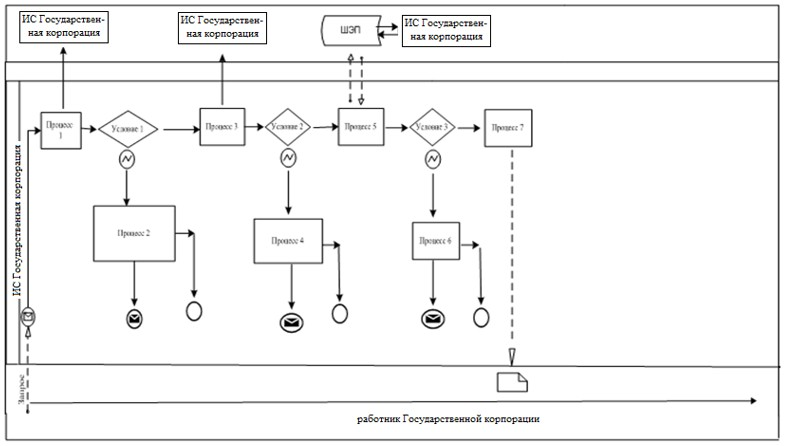 ИС Государствен-
ная корпорация
ИС Государствен-
ная корпорация
ШЭП
ИС Государствен-
ная корпорация
Процесс
1
Условие 1
Процесс 3
Условие 2
Процесс 5
Условие 3
Процесс 7
ИС Государственная корпорация
Процесс 2
Процесс 4
Процесс 6
Запрос
работник Государственной корпорации